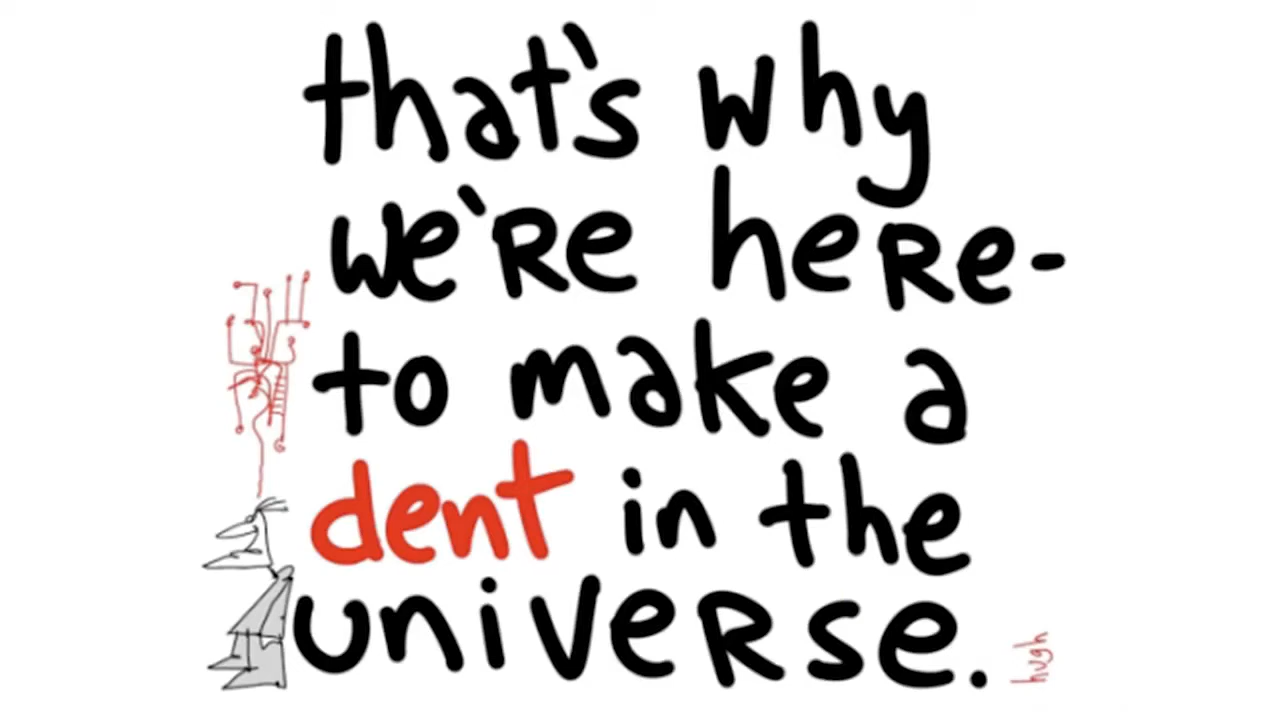 that's why
we're here-
to make a
dent in the
universe.
hugh